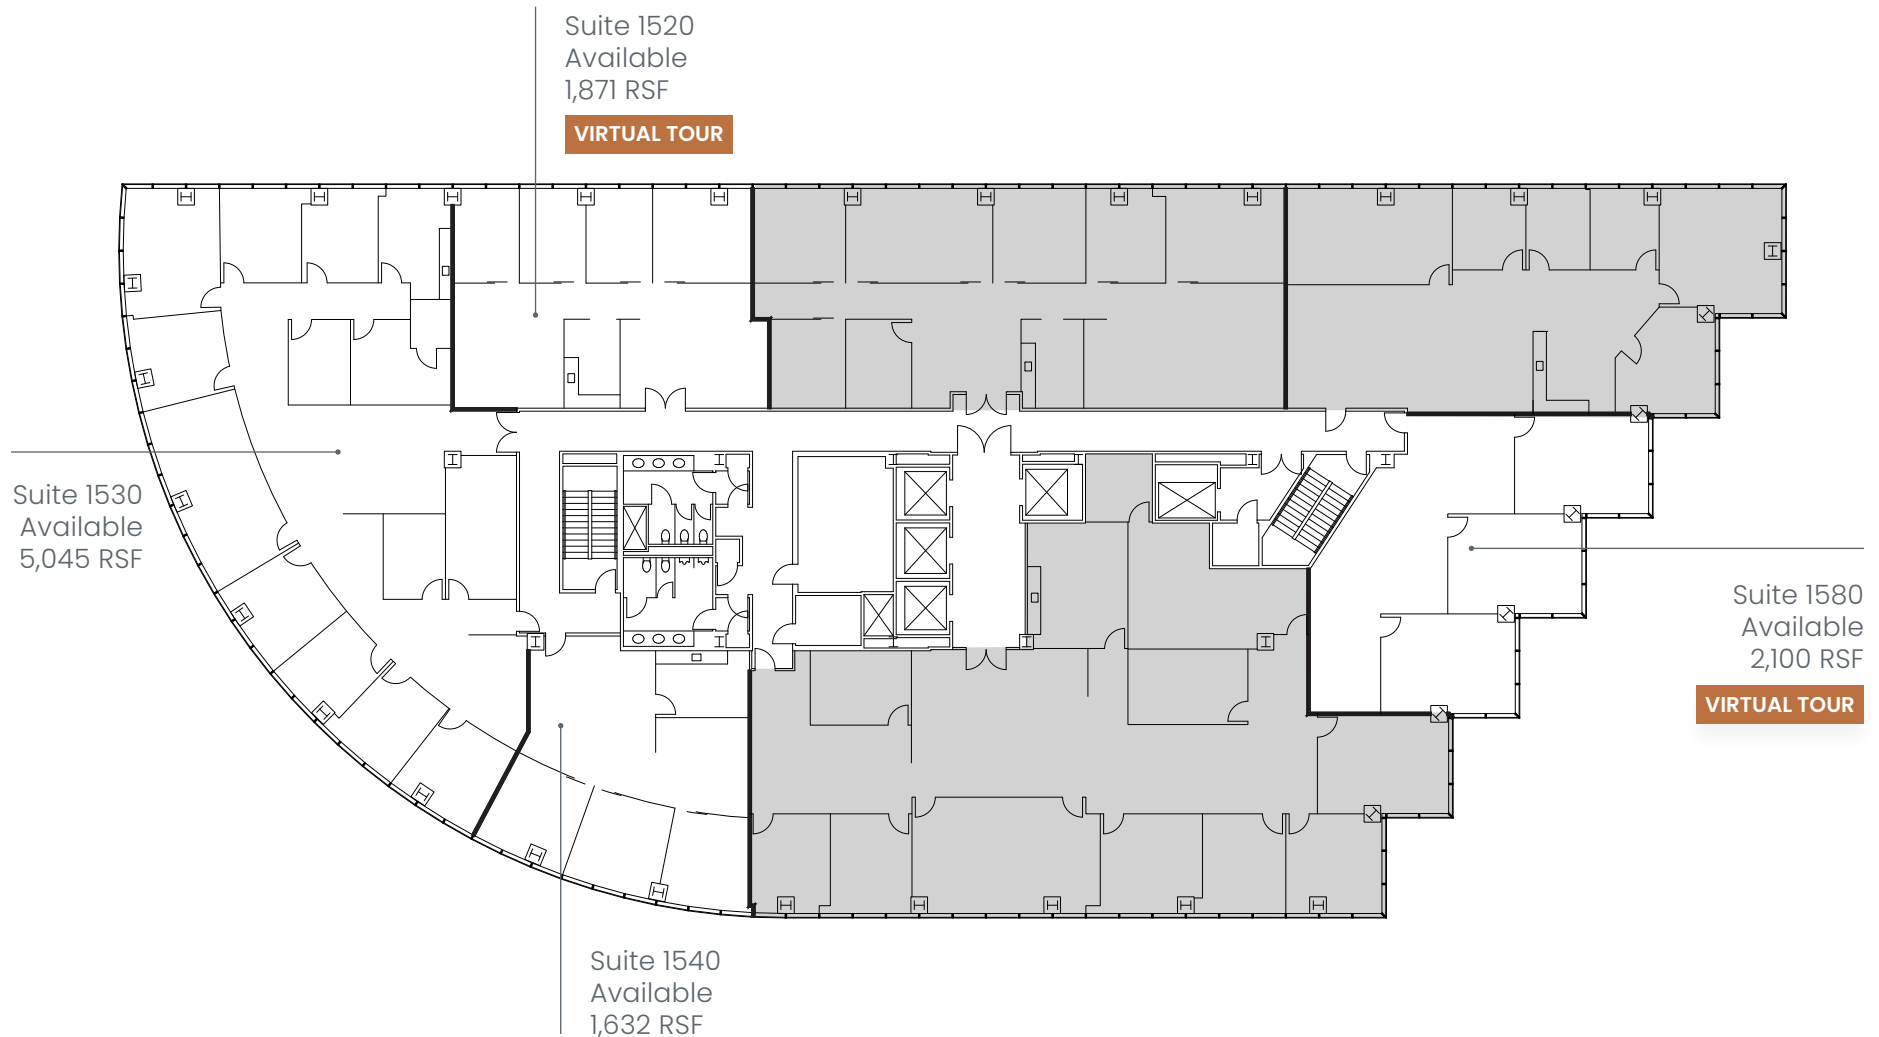 Suite 1520
Available
1,871 RSF
VIRTUAL TOUR
Suite 1530
Available
5,045 RSF
Suite 1580
Available
2,100 RSF
VIRTUAL TOUR
Suite 1540
Available
1,632 RSF